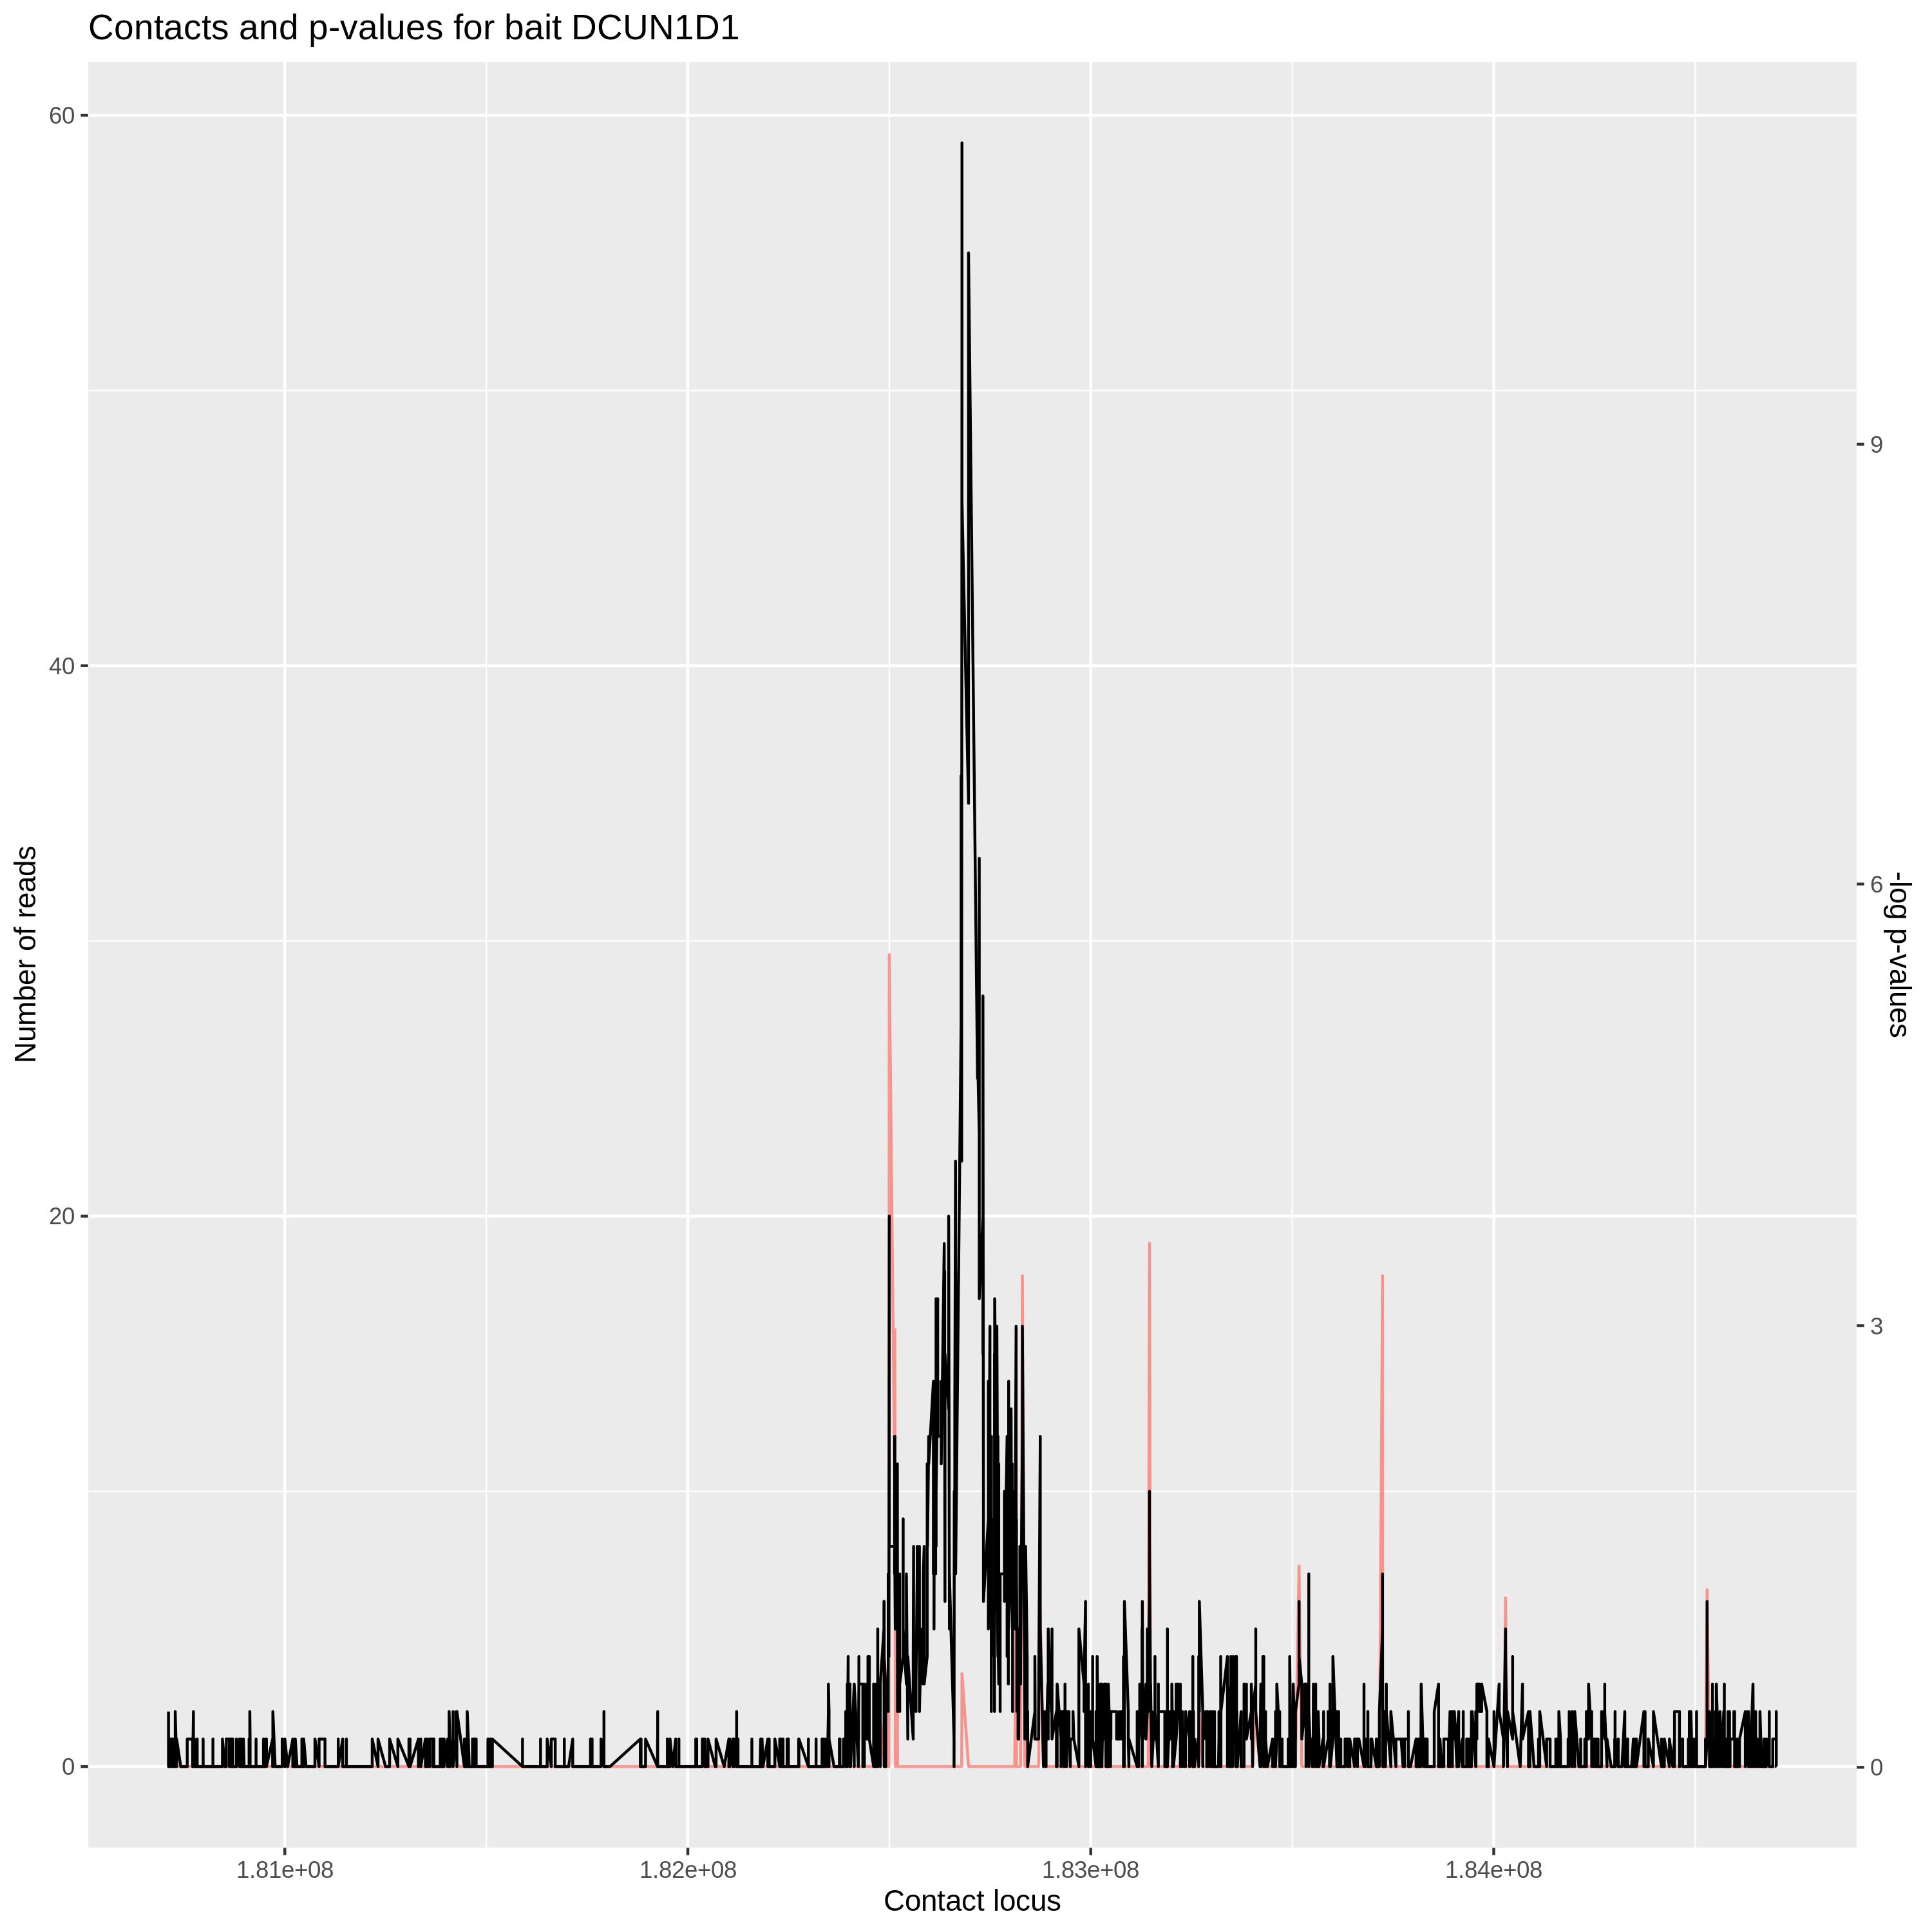 Contacts and p-values for bait DCUN1D1
60
40
20
0
Number of reads
9
6
3
0
-log p-values
1.81e+08
1.82e+08
1.83e+08
1.84e+08
Contact locus